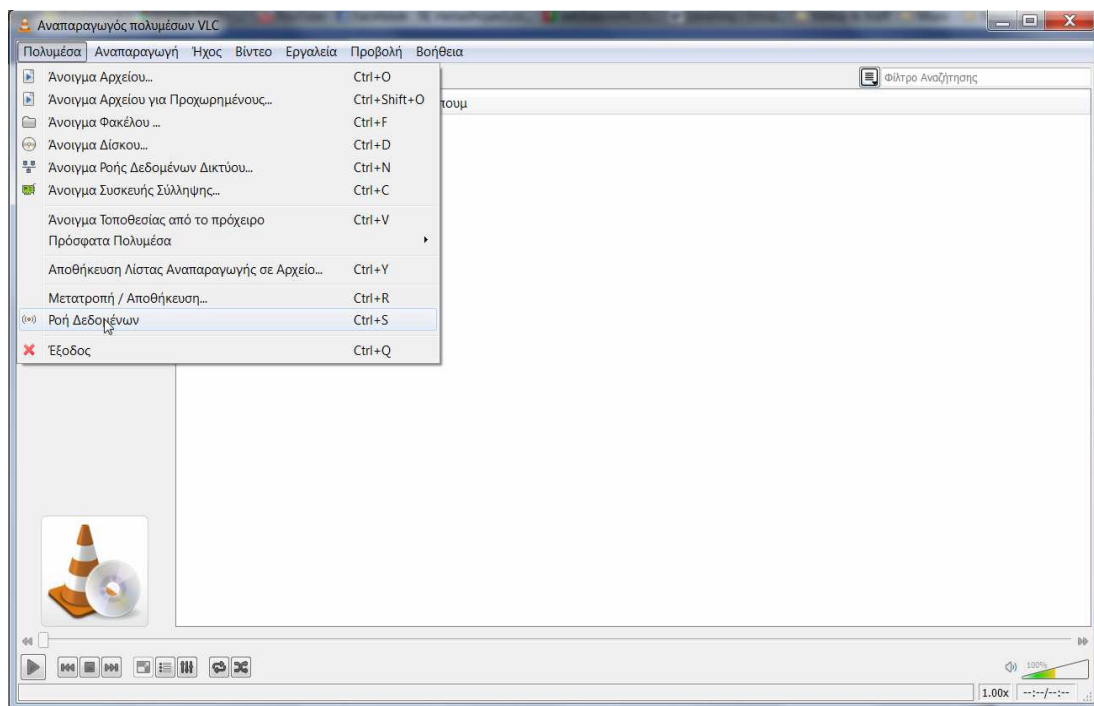 Αναπαραγωγός πολυμέσων VLC
Πολυμέσα Αναπαραγωγή Ήχος Βίντεο Εργαλεία Προβολή Βοήθεια
Άνοιγμα Αρχείου... Ctrl+O
Φίλτρο Αναζήτησης
Άνοιγμα Αρχείου για Προχωρημένους... Ctrl+Shift+O
πουμ
Άνοιγμα Φακέλου ... Ctrl+F
Άνοιγμα Δίσκου... Ctrl+D
Άνοιγμα Ροής Δεδομένων Δικτύου... Ctrl+N
Άνοιγμα Συσκευής Σύλληψης... Ctrl+C
Άνοιγμα Τοποθεσίας από το πρόχειρο Ctrl+V
Πρόσφατα Πολυμέσα
Αποθήκευση Λίστας Αναπαραγωγής σε Αρχείο... Ctrl+Y
Μετατροπή / Αποθήκευση... Ctrl+R
Ροή Δεδομένων Ctrl+S
Έξοδος Ctrl+Q
100%
1.00x --:--/--:--